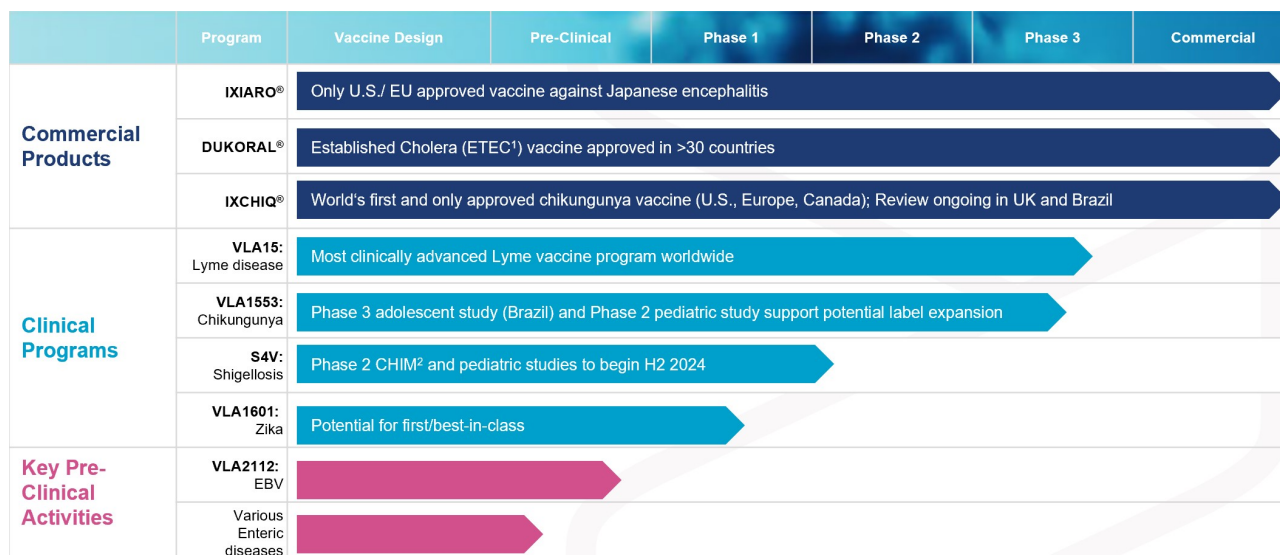 Program
Vaccine Design
Pre-Clinical
Phase 1
Phase 2
Phase 3
Commercial
Commercial
Products
IXIARO®
Only U.S./ EU approved vaccine against Japanese encephalitis
DUKORAL®
Established Cholera (ETEC¹) vaccine approved in >30 countries
IXCHIQ®
World‘s first and only approved chikungunya vaccine (U.S., Europe, Canada); Review ongoing in UK and Brazil
Clinical
Programs
VLA15:
Lyme disease
Most clinically advanced Lyme vaccine program worldwide
VLA1553:
Chikungunya
Phase 3 adolescent study (Brazil) and Phase 2 pediatric study support potential label expansion
S4V:
Shigellosis
Phase 2 CHIM² and pediatric studies to begin H2 2024
VLA1601:
Zika
Potential for first/best-in-class
Key Pre-
Clinical
Activities
VLA2112:
EBV
Various
Enteric
diseases